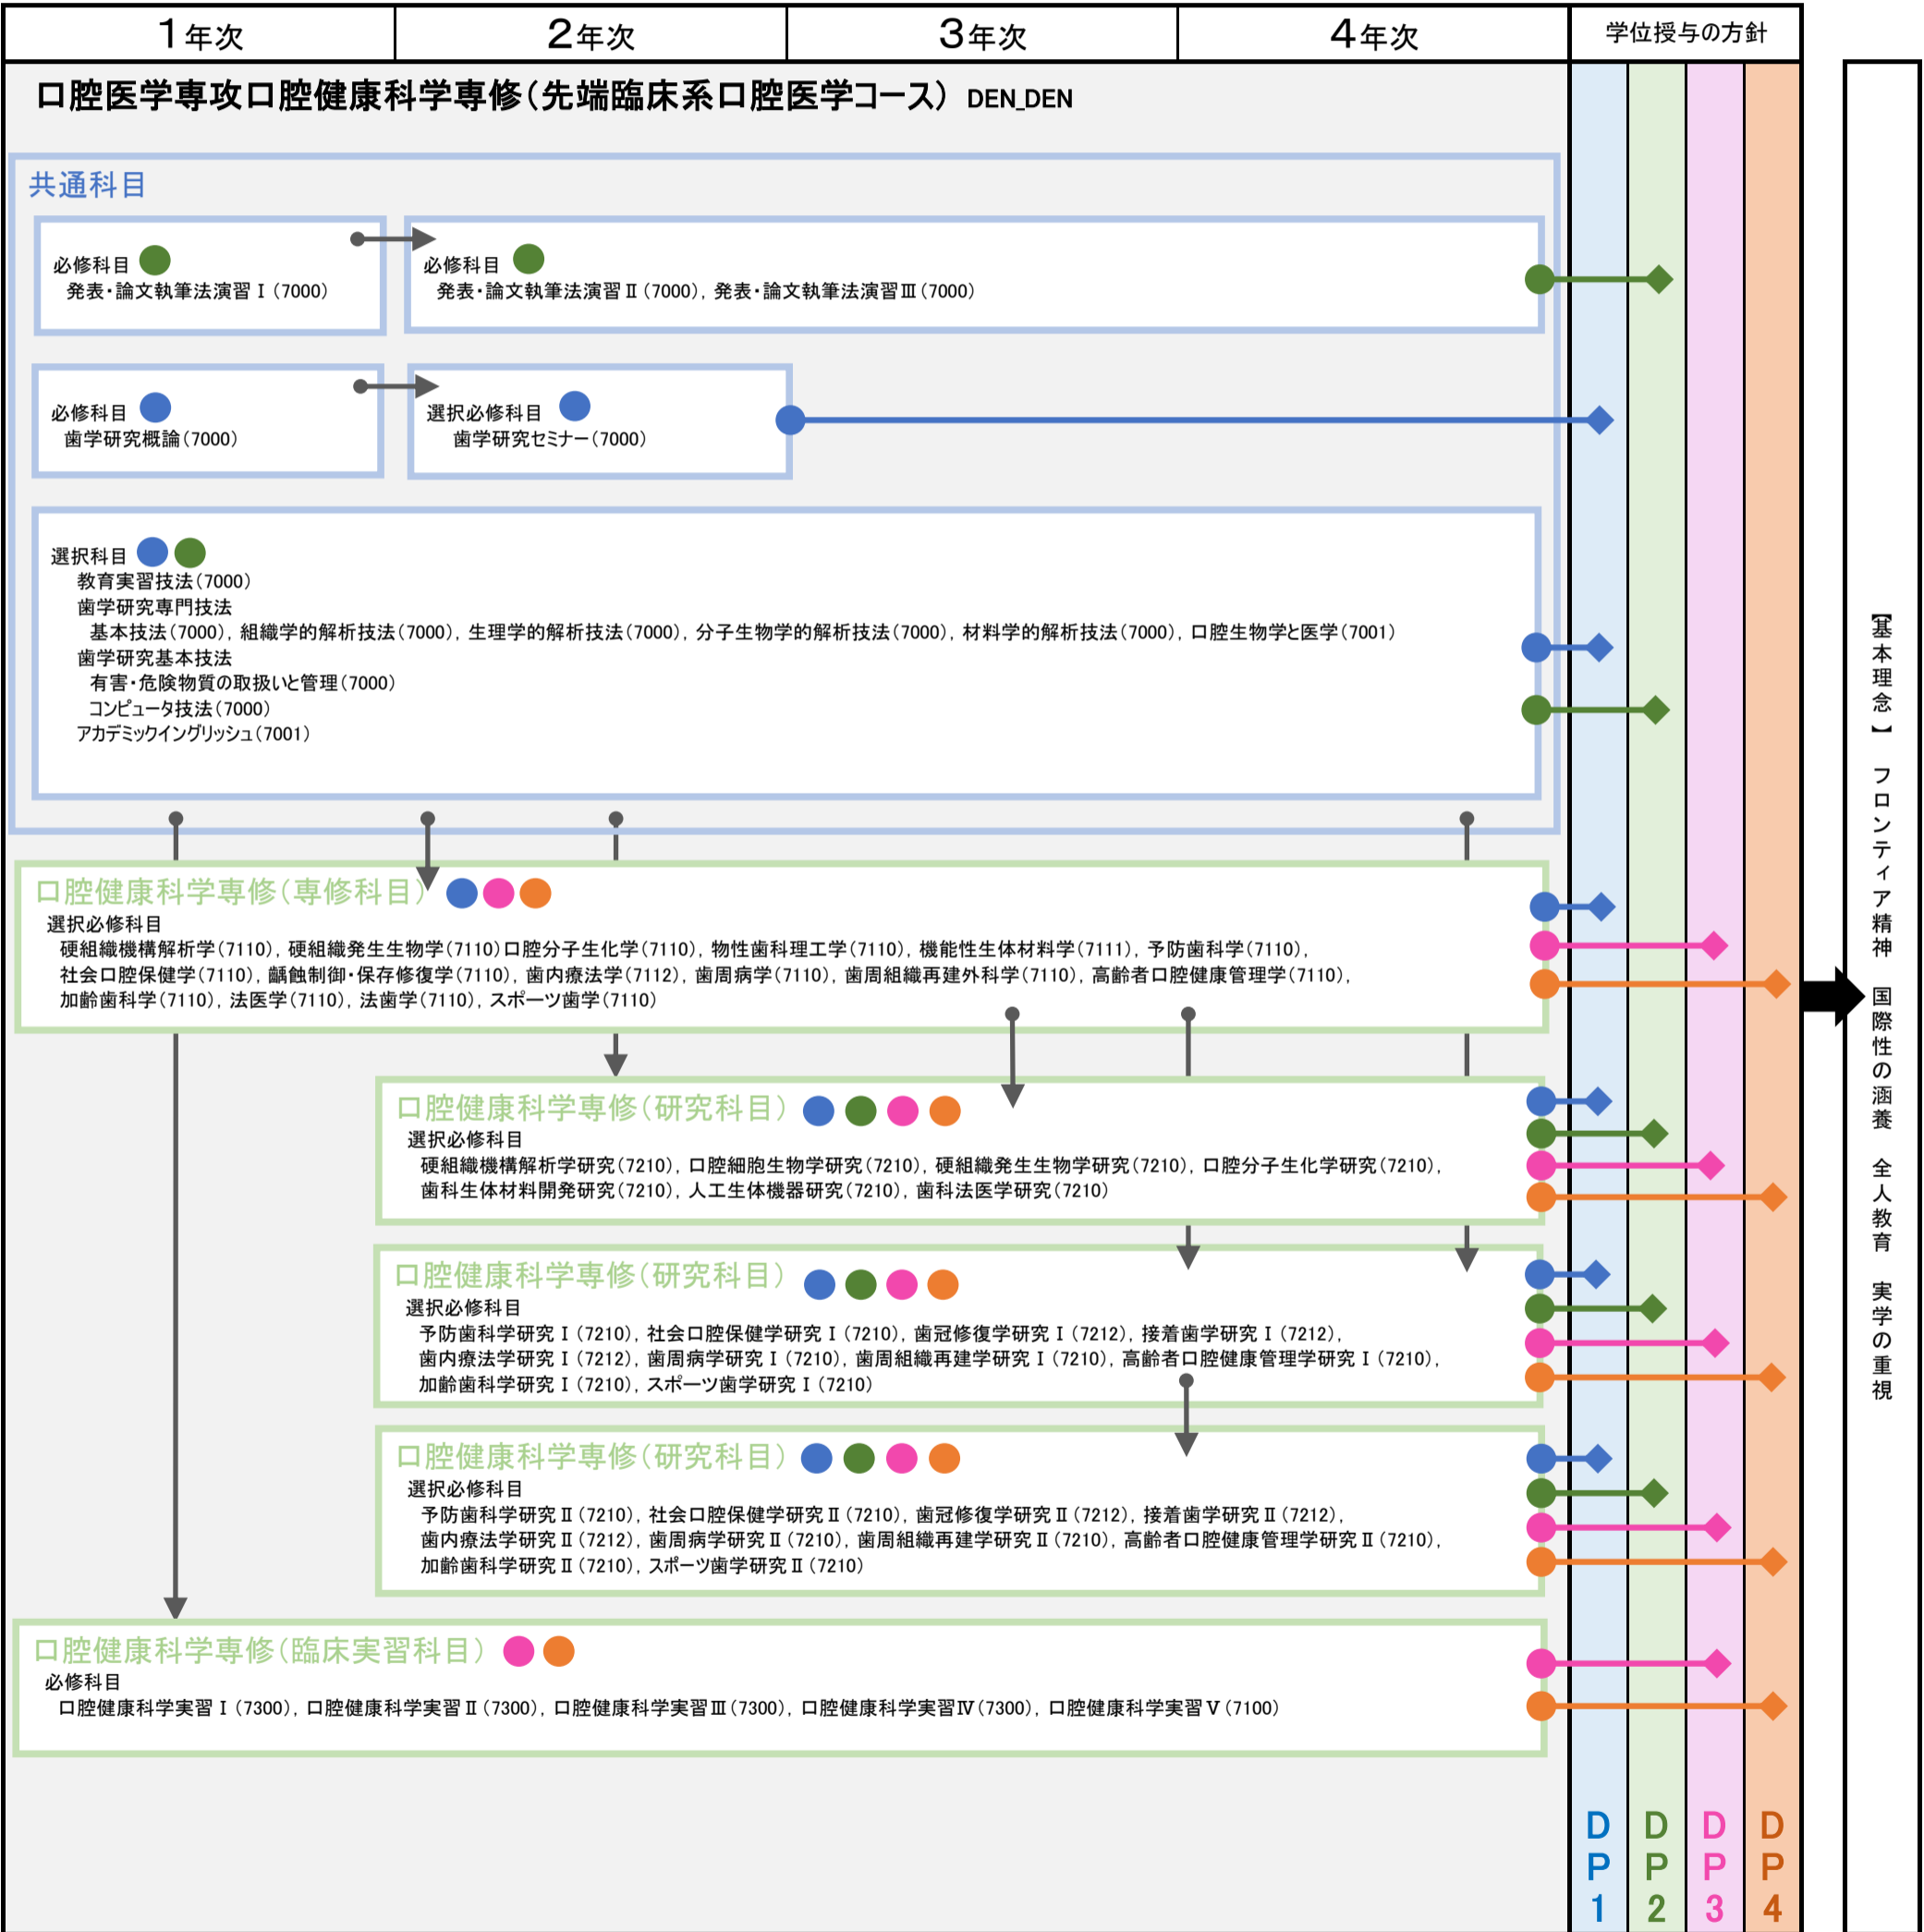 1年次
2年次
3年次
4年次
学位授与の方針
口腔医学専攻口腔健康科学専修(先端臨床系口腔医学コース) DEN_DEN
共通科目
必修科目
発表・論文執筆法演習Ⅰ(7000)
必修科目
発表・論文執筆法演習Ⅱ(7000), 発表・論文執筆法演習Ⅲ(7000)
必修科目
歯学研究概論(7000)
選択必修科目
歯学研究セミナー(7000)
選択科目
教育実習技法(7000)
歯学研究専門技法
基本技法(7000), 組織学的解析技法(7000), 生理学的解析技法(7000), 分子生物学的解析技法(7000), 材料学的解析技法(7000), 口腔生物学と医学(7001)
歯学研究基本技法
有害・危険物質の取扱いと管理(7000)
コンピュータ技法(7000)
アカデミックイングリッシュ(7001)
口腔健康科学専修(専修科目)
選択必修科目
硬組織機構解析学(7110), 硬組織発生生物学(7110)口腔分子生化学(7110), 物性歯科理工学(7110), 機能性生体材料学(7111), 予防歯科学(7110),
社会口腔保健学(7110), 齲蝕制御・保存修復学(7110), 歯内療法学(7112), 歯周病学(7110), 歯周組織再建外科学(7110), 高齢者口腔健康管理学(7110),
加齢歯科学(7110), 法医学(7110), 法歯学(7110), スポーツ歯学(7110)
口腔健康科学専修(研究科目)
選択必修科目
硬組織機構解析学研究(7210), 口腔細胞生物学研究(7210), 硬組織発生生物学研究(7210), 口腔分子生化学研究(7210),
歯科生体材料開発研究(7210), 人工生体機器研究(7210), 歯科法医学研究(7210)
口腔健康科学専修(研究科目)
選択必修科目
予防歯科学研究Ⅰ(7210), 社会口腔保健学研究Ⅰ(7210), 歯冠修復学研究Ⅰ(7212), 接着歯学研究Ⅰ(7212),
歯内療法学研究Ⅰ(7212), 歯周病学研究Ⅰ(7210), 歯周組織再建学研究Ⅰ(7210), 高齢者口腔健康管理学研究Ⅰ(7210),
加齢歯科学研究Ⅰ(7210), スポーツ歯学研究Ⅰ(7210)
口腔健康科学専修(研究科目)
選択必修科目
予防歯科学研究Ⅱ(7210), 社会口腔保健学研究Ⅱ(7210), 歯冠修復学研究Ⅱ(7212), 接着歯学研究Ⅱ(7212),
歯内療法学研究Ⅱ(7212), 歯周病学研究Ⅱ(7210), 歯周組織再建学研究Ⅱ(7210), 高齢者口腔健康管理学研究Ⅱ(7210),
加齢歯科学研究Ⅱ(7210), スポーツ歯学研究Ⅱ(7210)
口腔健康科学専修(臨床実習科目)
必修科目
口腔健康科学実習Ⅰ(7300), 口腔健康科学実習Ⅱ(7300), 口腔健康科学実習Ⅲ(7300), 口腔健康科学実習Ⅳ(7300), 口腔健康科学実習Ⅴ(7100)
DP1
DP2
DP3
DP4
【基本理念】 フロンティア精神 国際性の涵養 全人教育 実学の重視